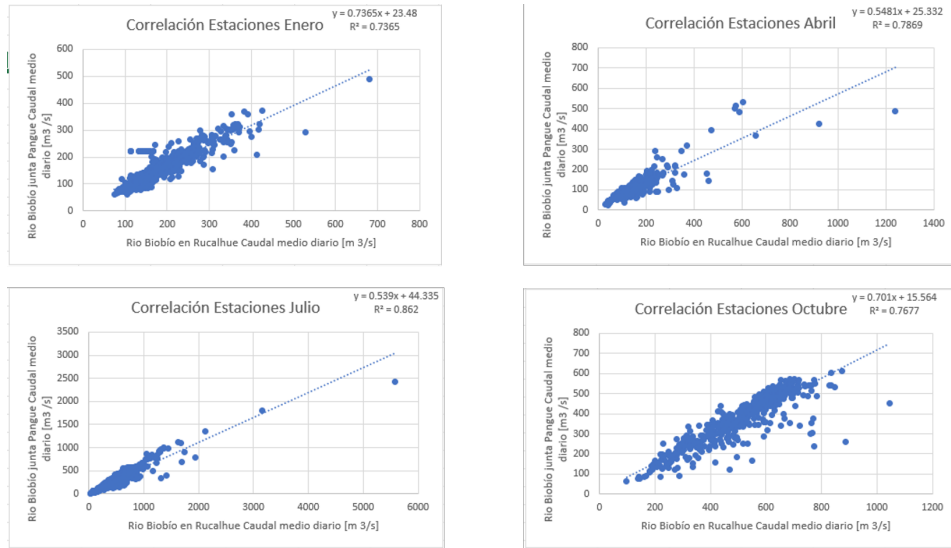 Correlación Estaciones Enero
y = 0.7365x + 23.48
R² = 0.7365
Rio Biobío junta Pangue Caudal medio
diario [m3 /s]
600
500
400
300
200
100
0
0 100 200 300 400 500 600 700 800
Rio Biobío en Rucalhue Caudal medio diario [m 3/s]
Correlación Estaciones Abril
y = 0.5481x + 25.332
R² = 0.7869
Rio Biobío junta Pangue Caudal medio
diario [m3 /s]
800
700
600
500
400
300
200
100
0
0 200 400 600 800 1000 1200 1400
Rio Biobío en Rucalhue Caudal medio diario [m 3/s]
Correlación Estaciones Julio
y = 0.539x + 44.335
R² = 0.862
Rio Biobío junta Pangue Caudal medio
diario [m3 /s]
3500
3000
2500
2000
1500
1000
500
0
0 1000 2000 3000 4000 5000 6000
Rio Biobío en Rucalhue Caudal medio diario [m 3/s]
Correlación Estaciones Octubre
y = 0.701x + 15.564
R² = 0.7677
Rio Biobío junta Pangue Caudal medio
diario [m3 /s]
800
700
600
500
400
300
200
100
0
0 200 400 600 800 1000 1200
Rio Biobío en Rucalhue Caudal medio diario [m 3/s]